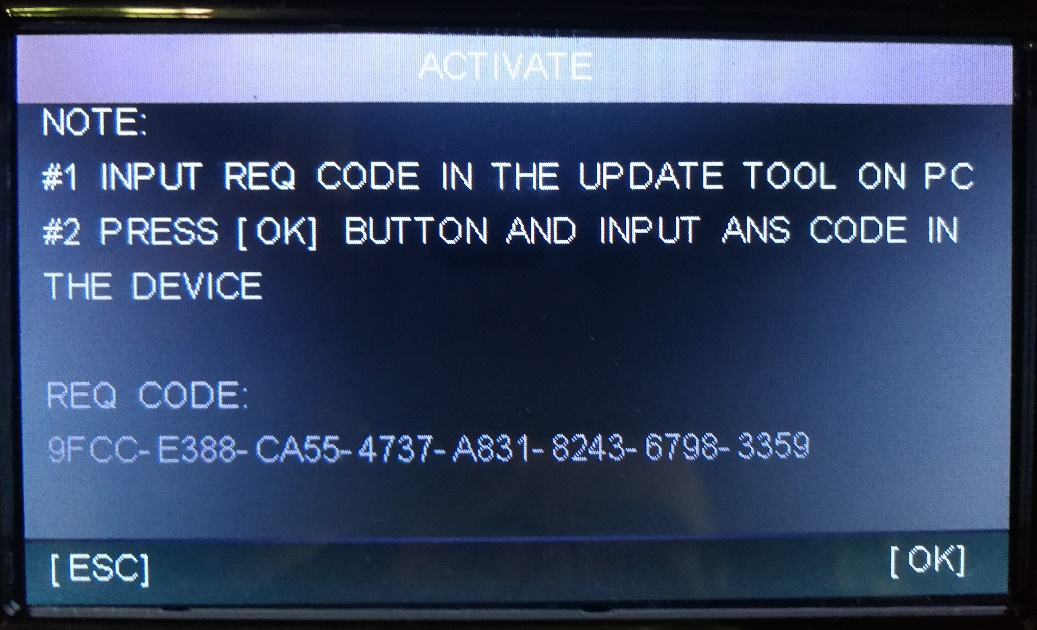 ACTIVATE
NOTE:
#1 INPUT REQ CODE IN THE UPDATE TOOL ON PC
#2 PRESS [OK] BUTTON AND INPUT ANS CODE IN
THE DEVICE
REQ CODE:
9FCC-E388-CA55-4737-A831-8243-6798-3359
[ESC] [OK]